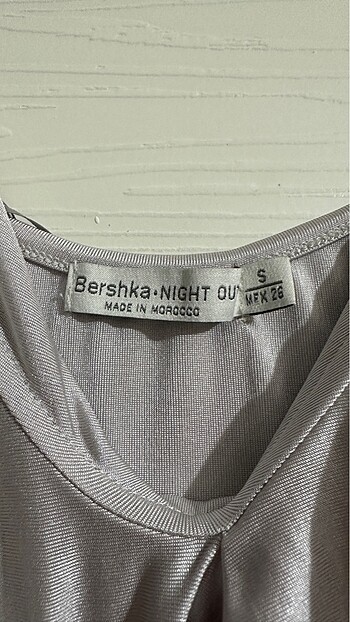 Bershka•NIGHT OU
MADE IN MOROCCO
S
MEX 26